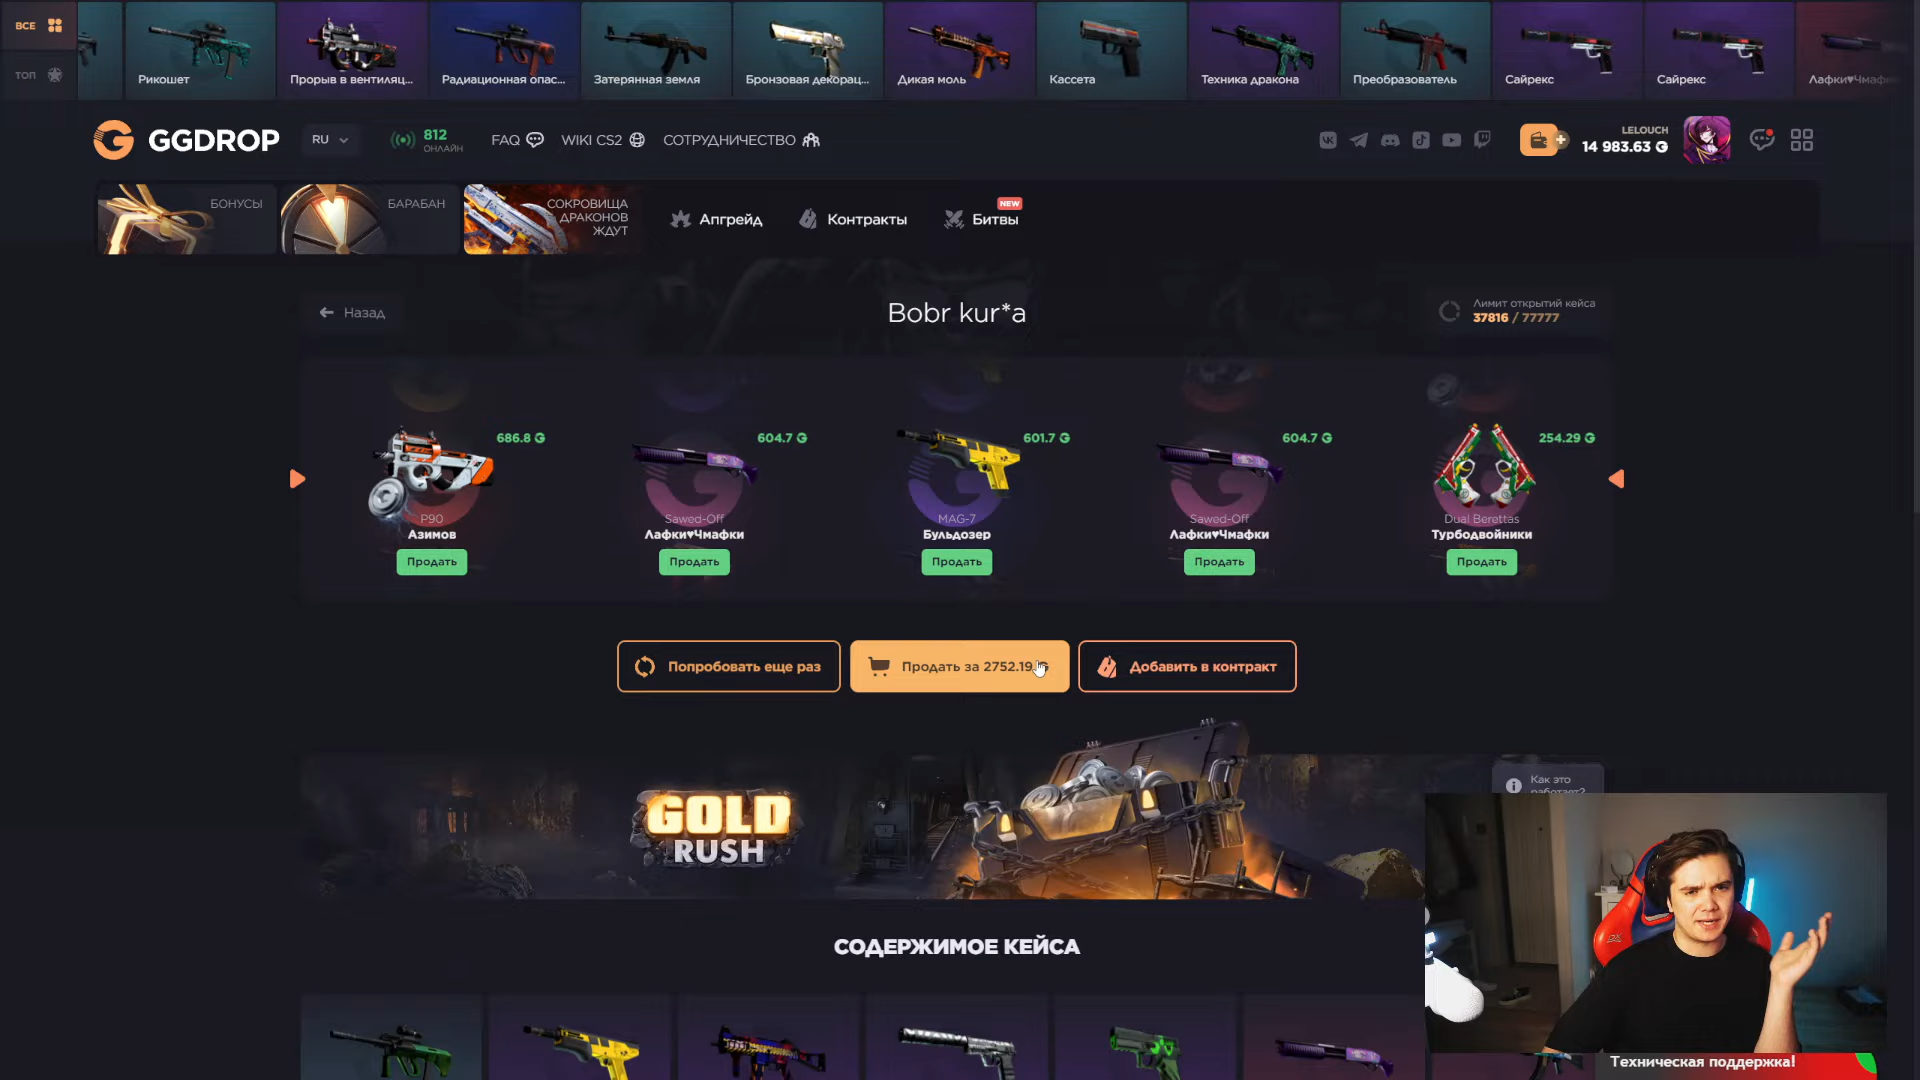 ВСЕ
ТОП
Рикошет
Прорыв в вентиляц...
Радиационная опас...
Затерянная земля
Бронзовая декорац...
Дикая моль
Кассета
Техника дракона
Преобразователь
Сайрекс
Сайрекс
Лафки♥Чмафки
GGDROP
RU
812
ОНЛАЙН
FAQ
WIKI CS2
СОТРУДНИЧЕСТВО
LELOUCH
14 983.63 G
БОНУСЫ
БАРАБАН
СОКРОВИЩА
ДРАКОНОВ
ЖДУТ
Апгрейд
Контракты
Битвы
NEW
Назад
Bobr kur*a
Лимит открытий кейса
37816 / 77777
686.8 G
P90
Азимов
Продать
604.7 G
Sawed-Off
Лафки♥Чмафки
Продать
601.7 G
MAG-7
Бульдозер
Продать
604.7 G
Sawed-Off
Лафки♥Чмафки
Продать
254.29 G
Dual Berettas
Турбодвойники
Продать
Попробовать еще раз
Продать за 2752.19 G
Добавить в контракт
GOLD
RUSH
Как это
работает?
СОДЕРЖИМОЕ КЕЙСА
Техническая поддержка!